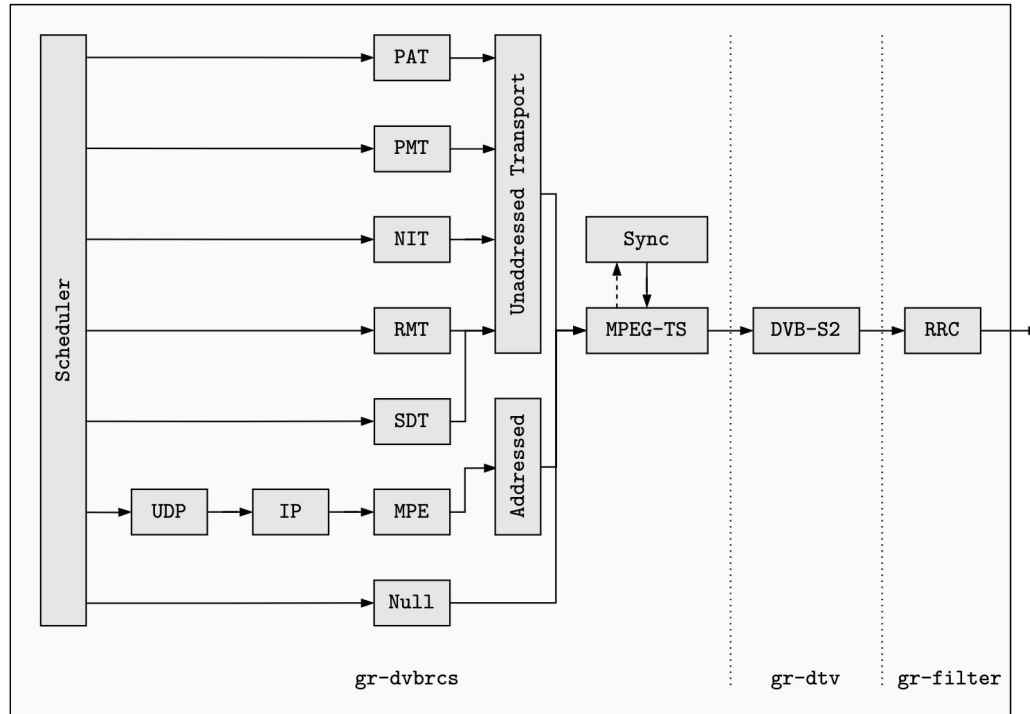 Scheduler
PAT
PMT
NIT
RMT
SDT
UDP
IP
MPE
Null
Unaddressed Transport
Addressed
Sync
MPEG-TS
DVB-S2
RRC
gr-dvbrcs
gr-dtv
gr-filter